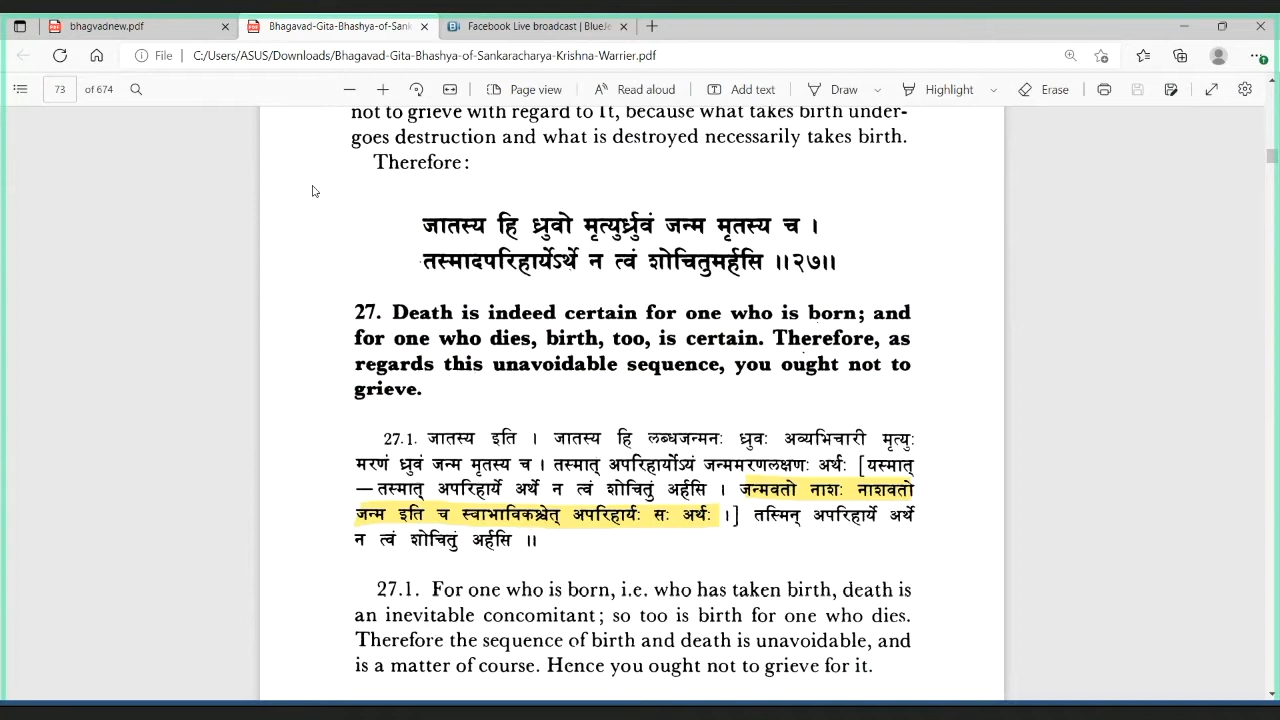 bhagvadnew.pdf
Bhagavad-Gita-Bhashya-of-Sank
Facebook Live broadcast | BlueJe
File
C:/Users/ASUS/Downloads/Bhagavad-Gita-Bhashya-of-Sankaracharya-Krishna-Warrier.pdf
73 of 674
Page view
Read aloud
Add text
Draw
Highlight
Erase
not to grieve with regard to It, because what takes birth under-
goes destruction and what is destroyed necessarily takes birth.
Therefore:
जातस्य हि ध्रुवो मृत्युर्ध्रुवं जन्म मृतस्य च ।
तस्मादपरिहार्येऽर्थे न त्वं शोचितुमर्हसि ॥२७॥
27. Death is indeed certain for one who is born; and
for one who dies, birth, too, is certain. Therefore, as
regards this unavoidable sequence, you ought not to
grieve.
27.1. जातस्य इति । जातस्य हि लब्धजन्मनः ध्रुवः अव्यभिचारी मृत्युः
मरणं ध्रुवं जन्म मृतस्य च । तस्मात् अपरिहार्योऽयं जन्ममरणलक्षणः अर्थः [यस्मात्
—तस्मात् अपरिहार्ये अर्थे न त्वं शोचितुं अर्हसि । जन्मवतो नाशः नाशवतो
जन्म इति च स्वाभाविकश्चेत् अपरिहार्यः सः अर्थः ।] तस्मिन् अपरिहार्ये अर्थे
न त्वं शोचितुं अर्हसि ॥
27.1. For one who is born, i.e. who has taken birth, death is
an inevitable concomitant; so too is birth for one who dies.
Therefore the sequence of birth and death is unavoidable, and
is a matter of course. Hence you ought not to grieve for it.